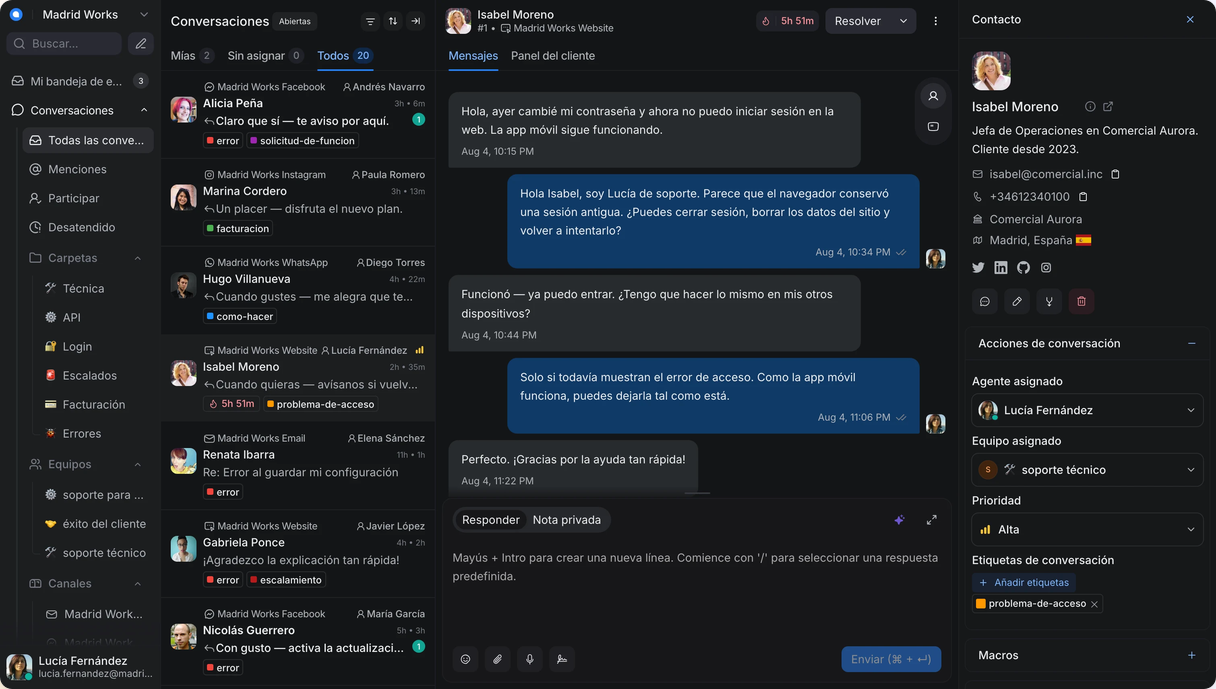 Madrid Works
Buscar...
Mi bandeja de e... 3
Conversaciones
Todas las conve...
Menciones
Participar
Desatendido
Carpetas
Técnica
API
Login
Escalados
Facturación
Errores
Equipos
soporte para ...
éxito del cliente
soporte técnico
Canales
Madrid Work...
Madrid Work...
Lucía Fernández
lucia.fernandez@madri...
Conversaciones Abiertas
Mías 2 Sin asignar 0 Todos 20
Madrid Works Facebook Andrés Navarro
Alicia Peña 3h • 6m
Claro que sí — te aviso por aquí. 1
error solicitud-de-funcion
Madrid Works Instagram Paula Romero
Marina Cordero 3h • 13m
Un placer — disfruta el nuevo plan.
facturacion
Madrid Works WhatsApp Diego Torres
Hugo Villanueva 4h • 22m
Cuando gustes — me alegra que te...
como-hacer
Madrid Works Website Lucía Fernández
Isabel Moreno 2h • 35m
Cuando quieras — avísanos si vuelv...
5h 51m problema-de-acceso
Madrid Works Email Elena Sánchez
Renata Ibarra 11h • 1h
Re: Error al guardar mi configuración
error
Madrid Works Website Javier López
Gabriela Ponce 4h • 2h
¡Agradezco la explicación tan rápida!
error escalamiento
Madrid Works Facebook María García
Nicolás Guerrero 5h • 3h
Con gusto — activa la actualizaci... 1
error
Isabel Moreno
#1 • Madrid Works Website
5h 51m Resolver
Mensajes Panel del cliente
Hola, ayer cambié mi contraseña y ahora no puedo iniciar sesión en la
web. La app móvil sigue funcionando.
Aug 4, 10:15 PM
Hola Isabel, soy Lucía de soporte. Parece que el navegador conservó
una sesión antigua. ¿Puedes cerrar sesión, borrar los datos del sitio y
volver a intentarlo?
Aug 4, 10:34 PM
Funcionó — ya puedo entrar. ¿Tengo que hacer lo mismo en mis otros
dispositivos?
Aug 4, 10:44 PM
Solo si todavía muestran el error de acceso. Como la app móvil
funciona, puedes dejarla tal como está.
Aug 4, 11:06 PM
Perfecto. ¡Gracias por la ayuda tan rápida!
Aug 4, 11:22 PM
Responder Nota privada
Mayús + Intro para crear una nueva línea. Comience con '/' para seleccionar una respuesta
predefinida.
Enviar (⌘ + ↵)
Contacto
Isabel Moreno
Jefa de Operaciones en Comercial Aurora.
Cliente desde 2023.
isabel@comercial.inc
+34612340100
Comercial Aurora
Madrid, España
Acciones de conversación
Agente asignado
Lucía Fernández
Equipo asignado
S soporte técnico
Prioridad
Alta
Etiquetas de conversación
+ Añadir etiquetas
problema-de-acceso
Macros